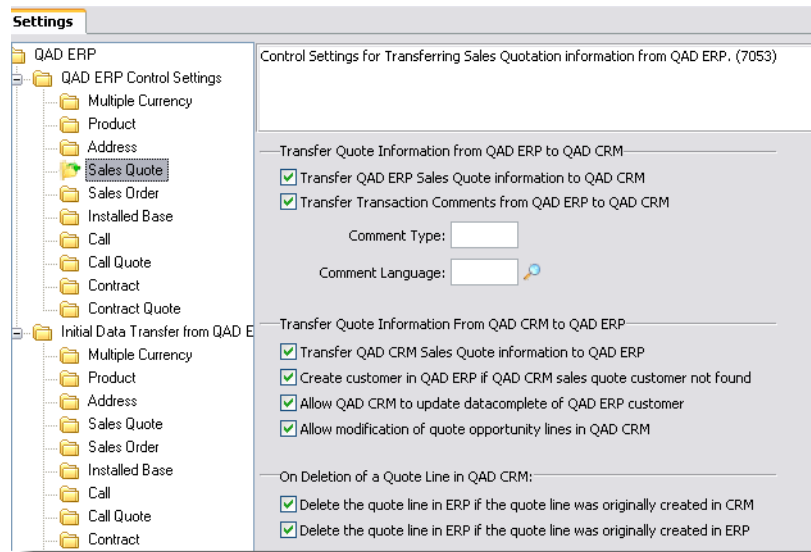 Settings
QAD ERP
QAD ERP Control Settings
Multiple Currency
Product
Address
Sales Quote
Sales Order
Installed Base
Call
Call Quote
Contract
Contract Quote
Initial Data Transfer from QAD E
Multiple Currency
Product
Address
Sales Quote
Sales Order
Installed Base
Call
Call Quote
Contract
Control Settings for Transferring Sales Quotation information from QAD ERP. (7053)
Transfer Quote Information from QAD ERP to QAD CRM
Transfer QAD ERP Sales Quote information to QAD CRM
Transfer Transaction Comments from QAD ERP to QAD CRM
Comment Type:
Comment Language:
Transfer Quote Information From QAD CRM to QAD ERP
Transfer QAD CRM Sales Quote information to QAD ERP
Create customer in QAD ERP if QAD CRM sales quote customer not found
Allow QAD CRM to update datacomplete of QAD ERP customer
Allow modification of quote opportunity lines in QAD CRM
On Deletion of a Quote Line in QAD CRM:
Delete the quote line in ERP if the quote line was originally created in CRM
Delete the quote line in ERP if the quote line was originally created in ERP